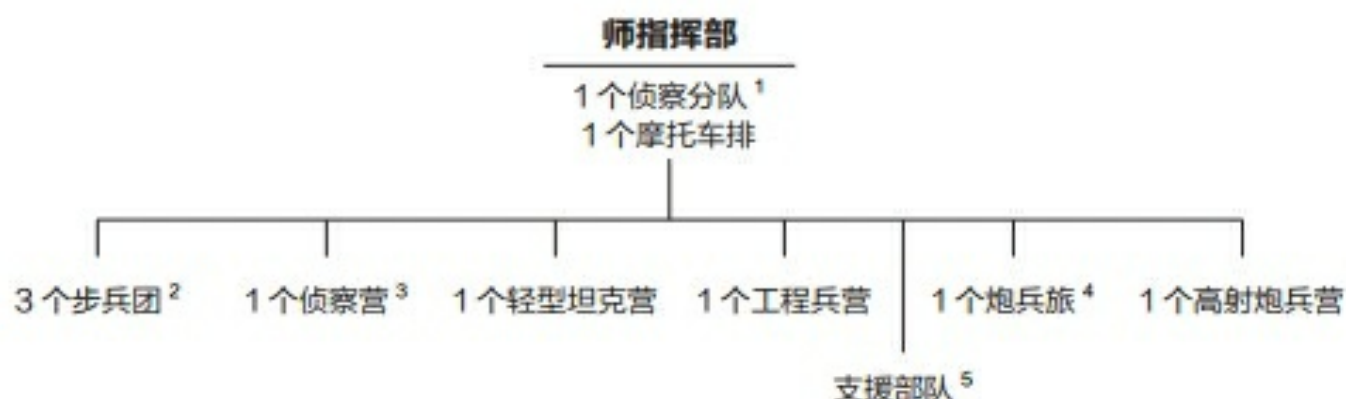 师指挥部
1 个侦察分队 1
1 个摩托车排
3 个步兵团 2
1 个侦察营 3
1 个轻型坦克营
1 个工程兵营
1 个炮兵旅 4
1 个高射炮兵营
支援部队 5